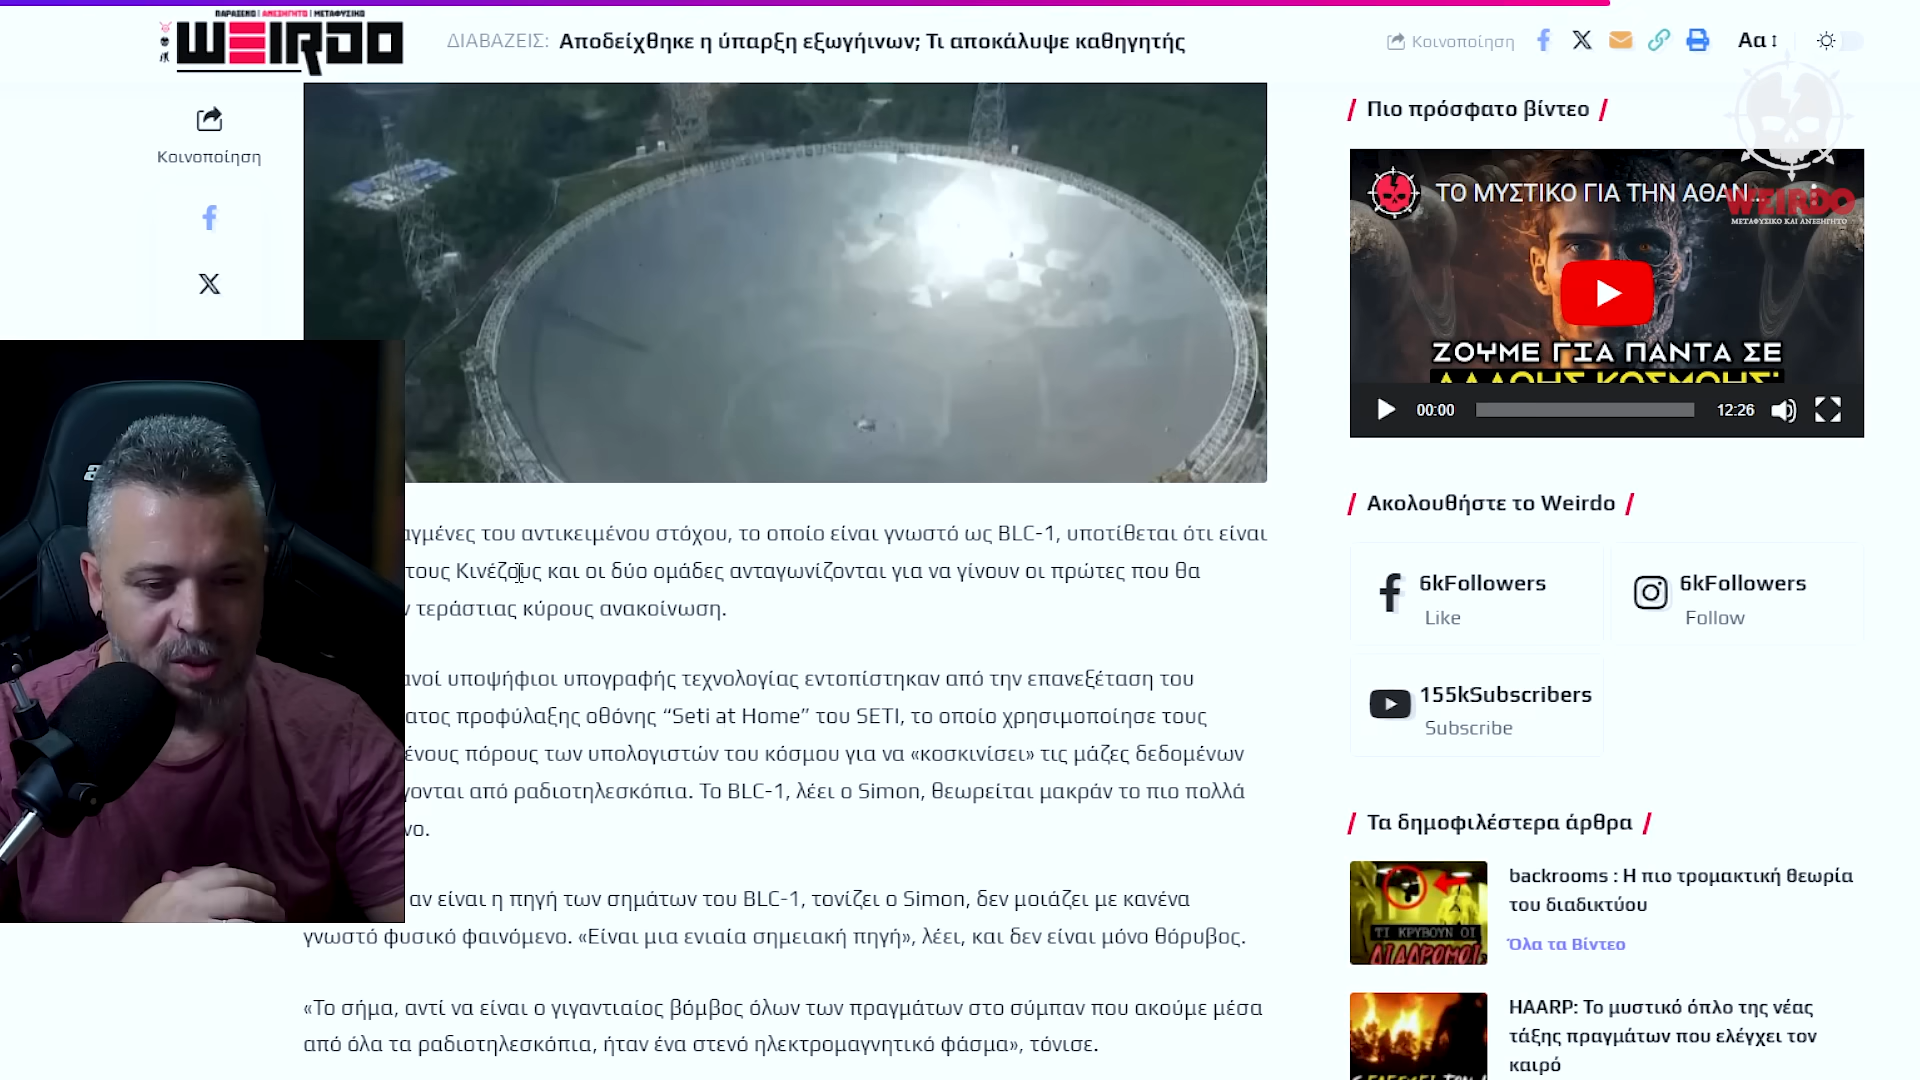 ΠΑΡΑΞΕΝΟ | ΑΝΕΞΗΓΗΤΟ | ΜΕΤΑΦΥΣΙΚΟ
WEIRDO
ΔΙΑΒΑΖΕΙΣ: Αποδείχθηκε η ύπαρξη εξωγήινων; Τι αποκάλυψε καθηγητής
Κοινοποίηση
Aa
Κοινοποίηση
τους Κινέζους και οι δύο ομάδες ανταγωνίζονται για να γίνουν οι πρώτες που θα
του αντικειμένου στόχου, το οποίο είναι γνωστό ως BLC-1, υποτίθεται ότι είναι
τεράστιας κύρους ανακοίνωση.
υποψήφιοι υπογραφής τεχνολογίας εντοπίστηκαν από την επανεξέταση του
προφύλαξης οθόνης “Seti at Home” του SETI, το οποίο χρησιμοποίησε τους
πόρους των υπολογιστών του κόσμου για να «κοσκινίσει» τις μάζες δεδομένων
από ραδιοτηλεσκόπια. Το BLC-1, λέει ο Simon, θεωρείται μακράν το πιο πολλά
αν είναι η πηγή των σημάτων του BLC-1, τονίζει ο Simon, δεν μοιάζει με κανένα
γνωστό φυσικό φαινόμενο. «Είναι μια ενιαία σημειακή πηγή», λέει, και δεν είναι μόνο θόρυβος.
«Το σήμα, αντί να είναι ο γιγαντιαίος βόμβος όλων των πραγμάτων στο σύμπαν που ακούμε μέσα
από όλα τα ραδιοτηλεσκόπια, ήταν ένα στενό ηλεκτρομαγνητικό φάσμα», τόνισε.
Πιο πρόσφατο βίντεο
ΤΟ ΜΥΣΤΙΚΟ ΓΙΑ ΤΗΝ ΑΘΑΝ...
WEIRDO
ΜΕΤΑΦΥΣΙΚΟ ΚΑΙ ΑΝΕΞΗΓΗΤΟ
ΖΟΥΜΕ ΓΙΑ ΠΑΝΤΑ ΣΕ
ΑΛΛΟΥΣ ΚΟΣΜΟΥΣ;
00:00
12:26
Ακολουθήστε το Weirdo
6kFollowers
Like
6kFollowers
Follow
155kSubscribers
Subscribe
Τα δημοφιλέστερα άρθρα
ΤΙ ΚΡΥΒΟΥΝ ΟΙ
ΔΙΑΔΡΟΜΟΙ
backrooms : Η πιο τρομακτική θεωρία
του διαδικτύου
Όλα τα Βίντεο
HAARP: Το μυστικό όπλο της νέας
τάξης πραγμάτων που ελέγχει τον
καιρό